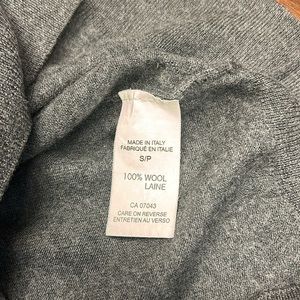 MADE IN ITALY
FABRIQUÉ EN ITALIE
S/P
100% WOOL
LAINE
CA 07043
CARE ON REVERSE
ENTRETIEN AU VERSO